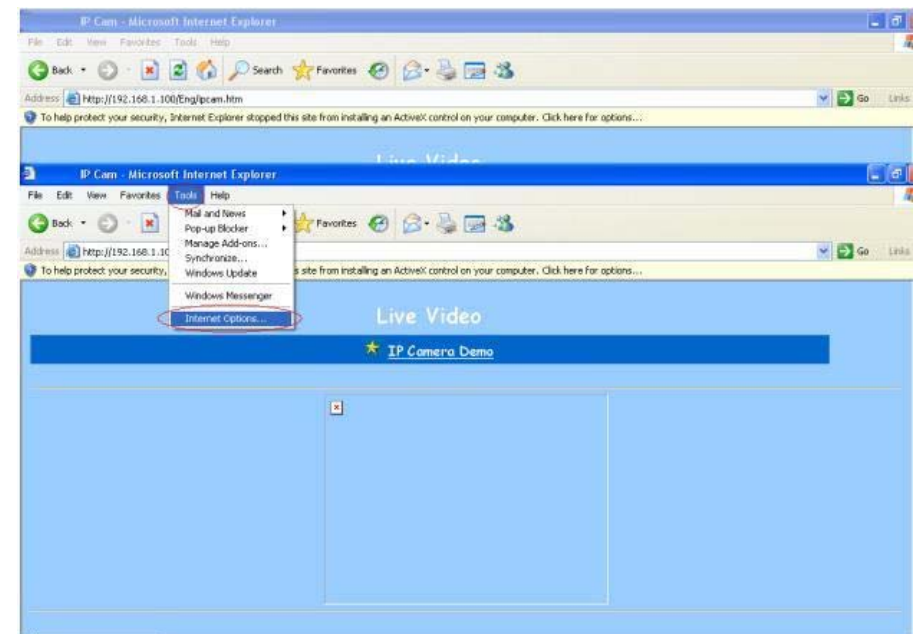 IP Cam - Microsoft Internet Explorer
File Edit View Favorites Tools Help
Back Search Favorites
Address http://192.168.1.100/Eng/ipcam.htm Go Links
To help protect your security, Internet Explorer stopped this site from installing an ActiveX control on your computer. Click here for options...
Live Video
IP Cam - Microsoft Internet Explorer
File Edit View Favorites Tools Help
Back Favorites
Mail and News
Pop-up Blocker
Manage Add-ons...
Synchronize...
Windows Update
Windows Messenger
Internet Options...
Address http://192.168.1.10 Go Links
To help protect your security, s site from installing an ActiveX control on your computer. Click here for options...
Live Video
IP Camera Demo